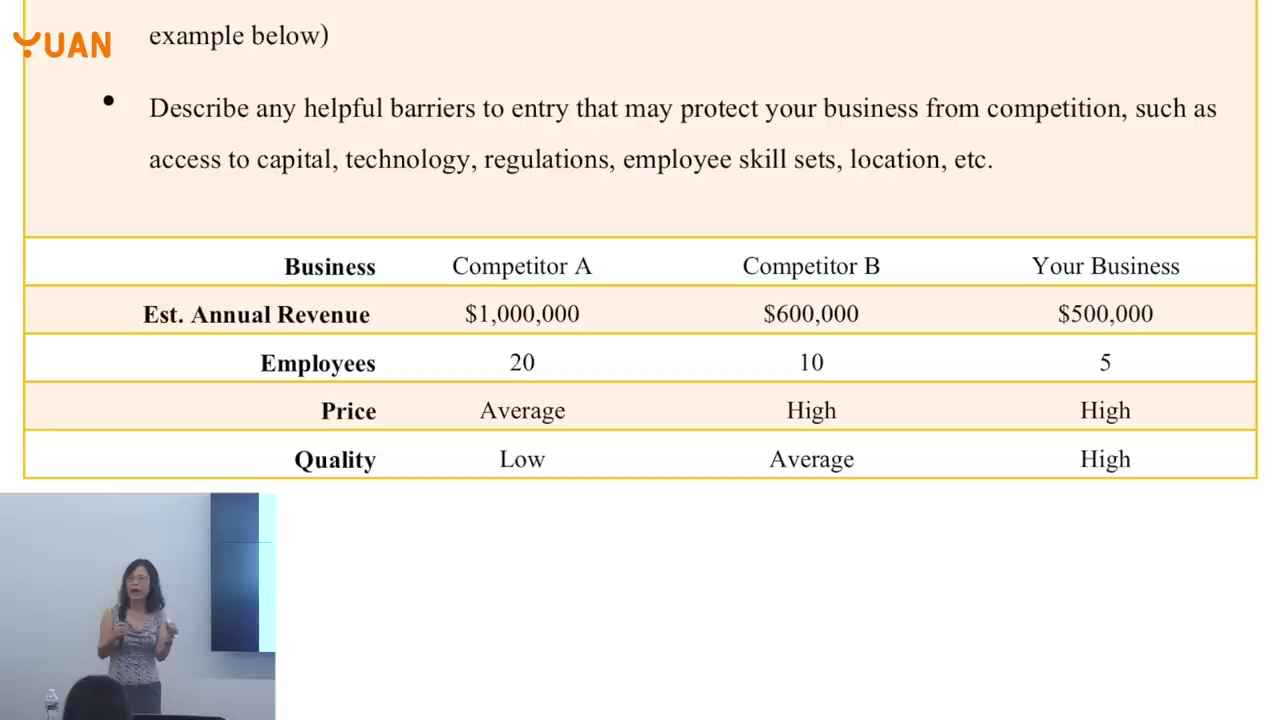 YUAN
example below)
• Describe any helpful barriers to entry that may protect your business from competition, such as
access to capital, technology, regulations, employee skill sets, location, etc.
Business Competitor A Competitor B Your Business
Est. Annual Revenue $1,000,000 $600,000 $500,000
Employees 20 10 5
Price Average High High
Quality Low Average High